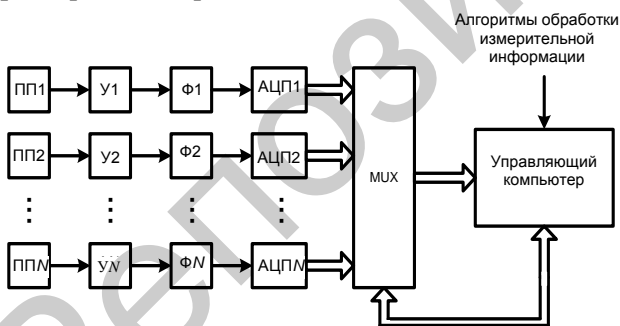 Алгоритмы обработки
измерительной
информации
ПП1 У1 Ф1 АЦП1
ПП2 У2 Ф2 АЦП2
MUX
Управляющий
компьютер
ППN УN ФN АЦПN
Репози